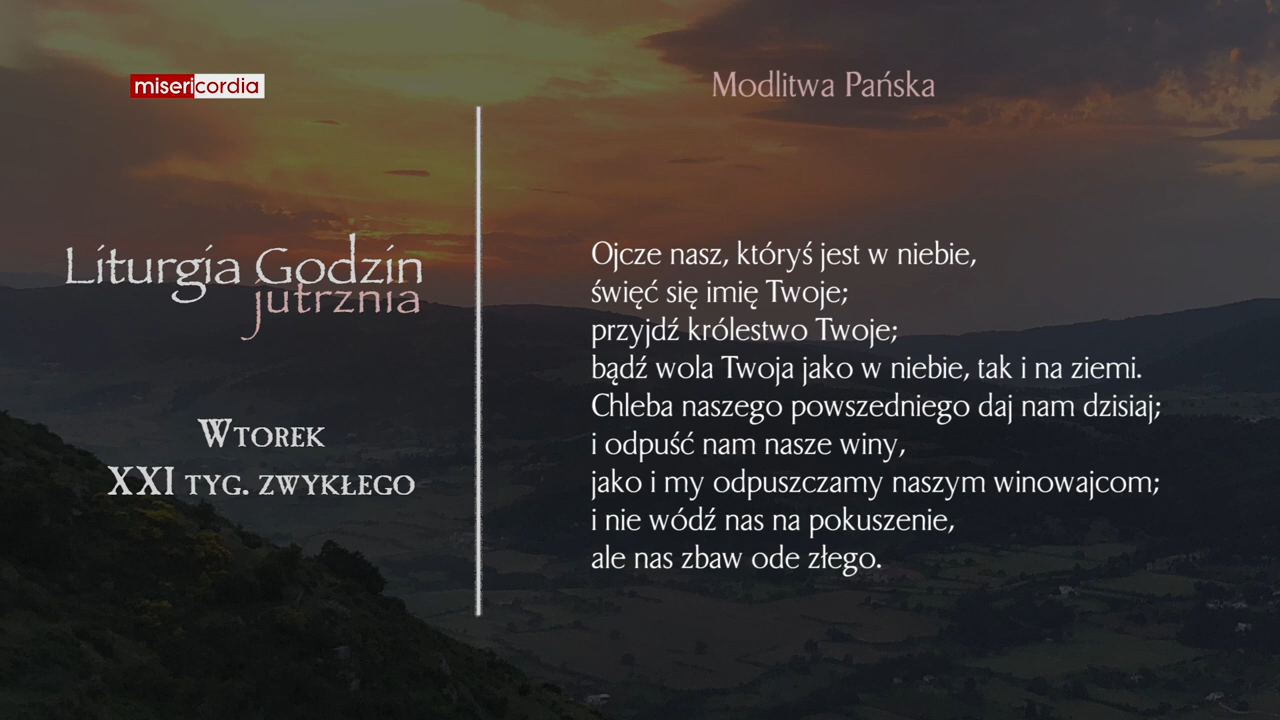 misericordia
Liturgia Godzin
jutrznia
Wtorek
XXI tyg. zwykłego
Modlitwa Pańska
Ojcze nasz, któryś jest w niebie,
święć się imię Twoje;
przyjdź królestwo Twoje;
bądź wola Twoja jako w niebie, tak i na ziemi.
Chleba naszego powszedniego daj nam dzisiaj;
i odpuść nam nasze winy,
jako i my odpuszczamy naszym winowajcom;
i nie wódź nas na pokuszenie,
ale nas zbaw ode złego.